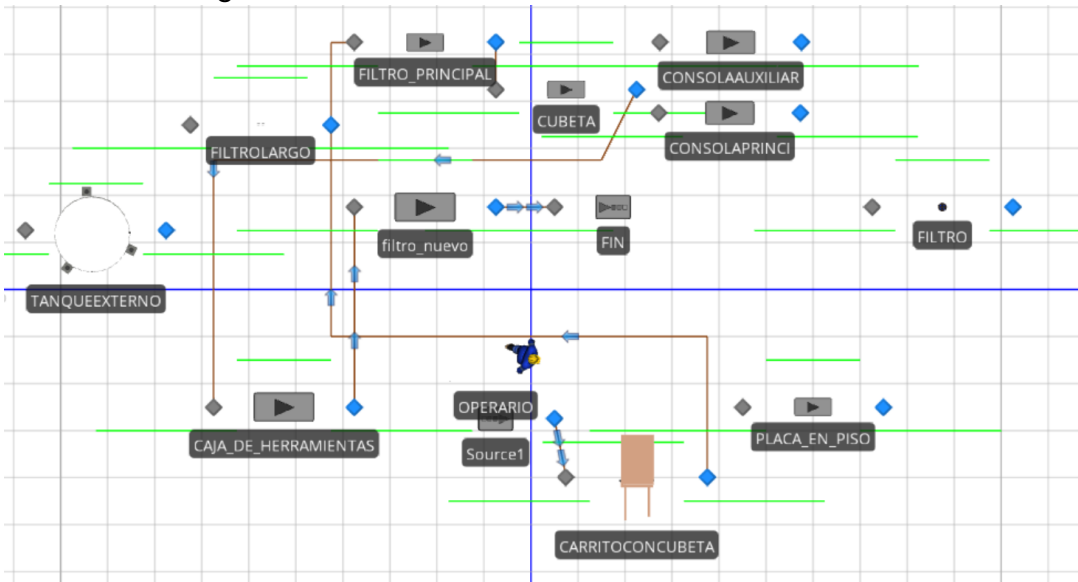 FILTRO_PRINCIPAL
CONSOLAAUXILIAR
CUBETA
CONSOLAPRINCI
FILTROLARGO
filtro_nuevo
FIN
FILTRO
TANQUEEXTERNO
OPERARIO
CAJA_DE_HERRAMIENTAS
Source1
PLACA_EN_PISO
CARRITOCONCUBETA